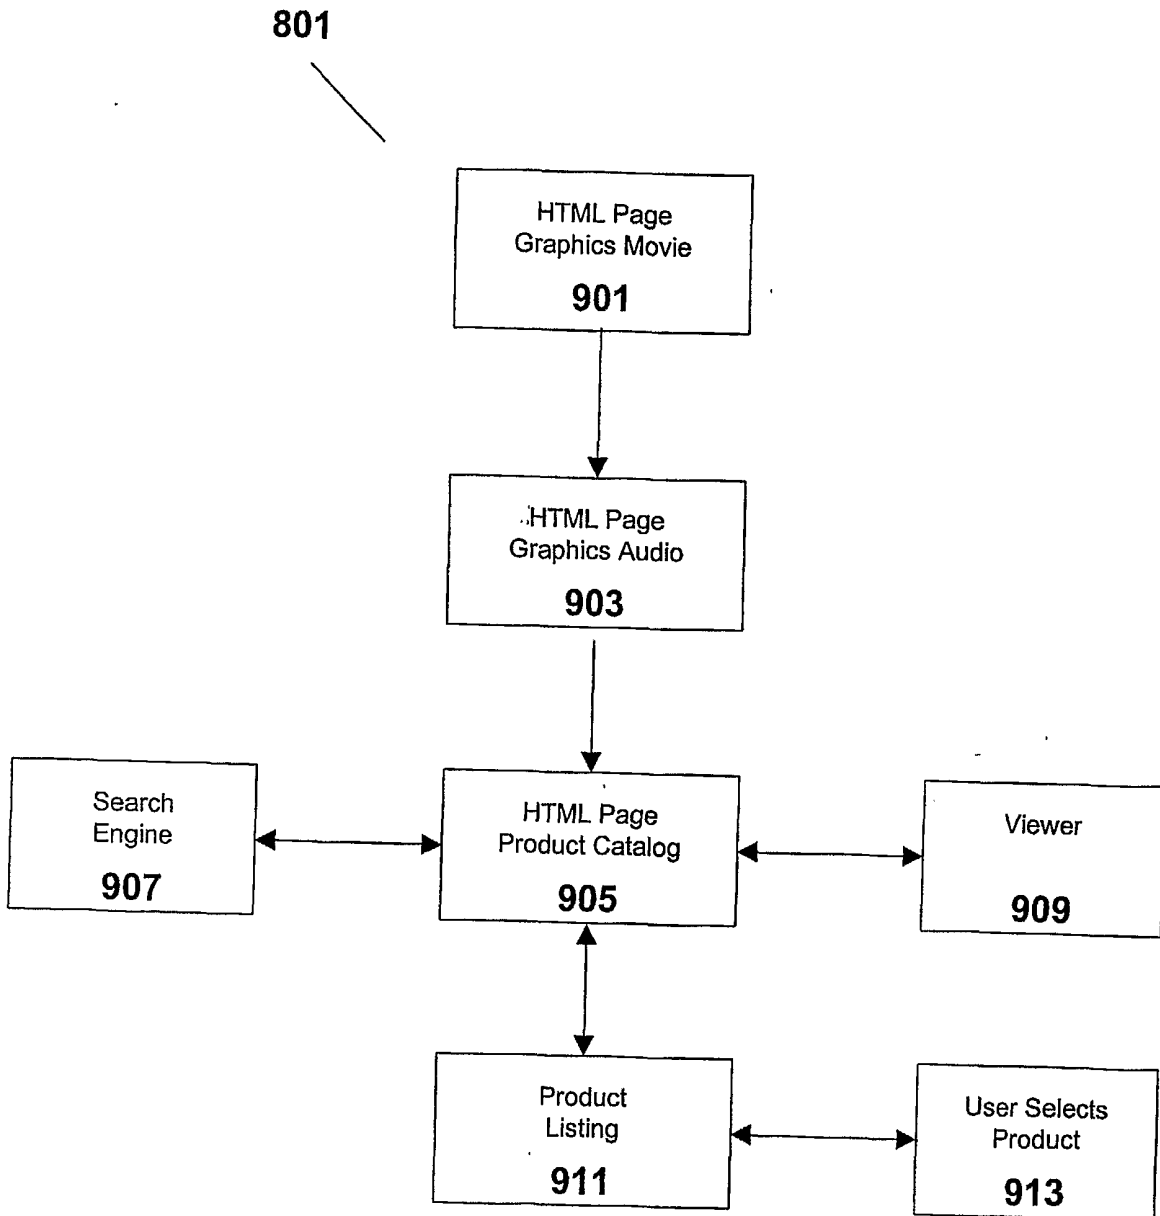 801
HTML Page
Graphics Movie
901
HTML Page
Graphics Audio
903
Search
Engine
907
HTML Page
Product Catalog
905
Viewer
909
Product
Listing
911
User Selects
Product
913